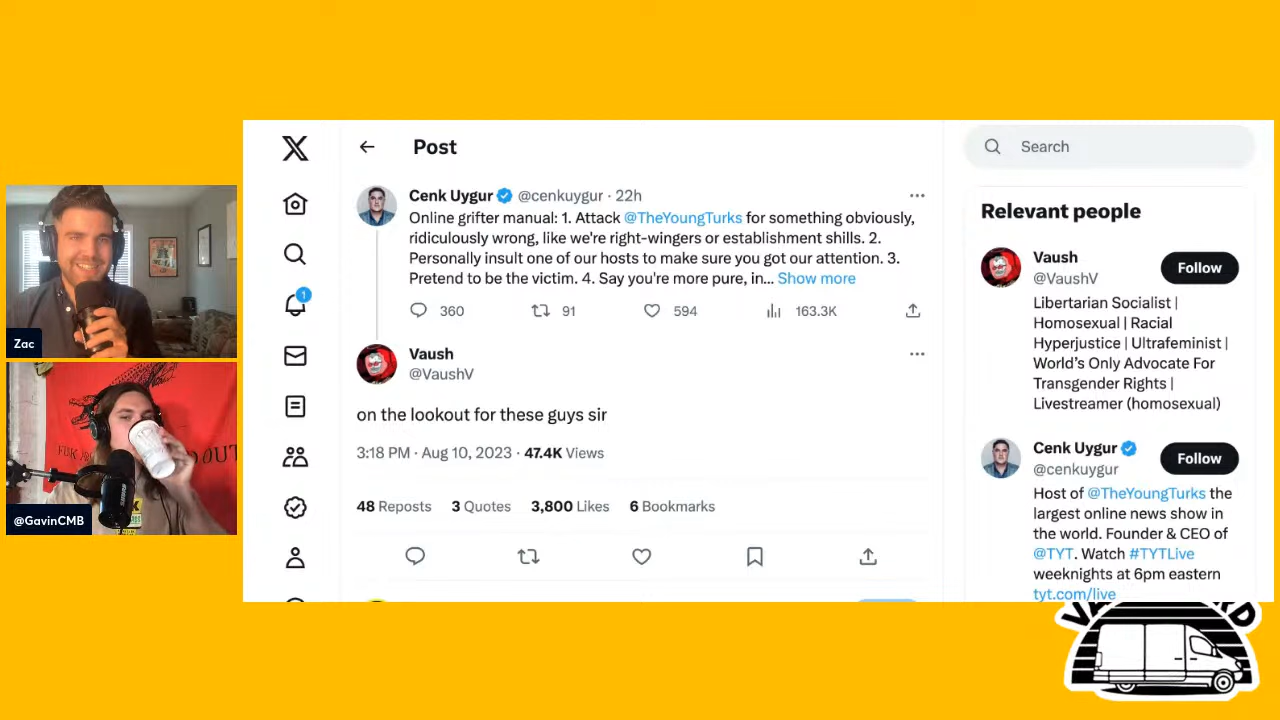 Zac
@GavinCMB
Post
Cenk Uygur @cenkuygur · 22h
Online grifter manual: 1. Attack @TheYoungTurks for something obviously,
ridiculously wrong, like we're right-wingers or establishment shills. 2.
Personally insult one of our hosts to make sure you got our attention. 3.
Pretend to be the victim. 4. Say you're more pure, in... Show more
360 91 594 163.3K
Vaush
@VaushV
on the lookout for these guys sir
3:18 PM · Aug 10, 2023 · 47.4K Views
48 Reposts 3 Quotes 3,800 Likes 6 Bookmarks
1
Search
Relevant people
Vaush
@VaushV
Follow
Libertarian Socialist |
Homosexual | Racial
Hyperjustice | Ultrafeminist |
World's Only Advocate For
Transgender Rights |
Livestreamer (homosexual)
Cenk Uygur
@cenkuygur
Follow
Host of @TheYoungTurks the
largest online news show in
the world. Founder & CEO of
@TYT. Watch #TYTLive
weeknights at 6pm eastern
tyt.com/live